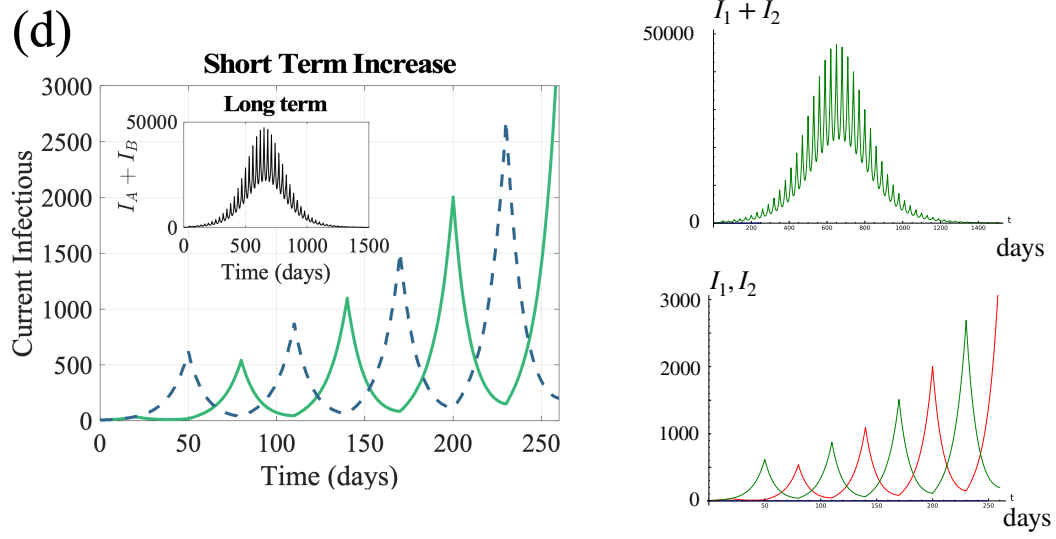 (d)
Short Term Increase
3000
2500
2000
1500
1000
500
0
Current Infectious
0 50 100 150 200 250
Time (days)
Long term
50000
0
I_A + I_B
0 500 1000 1500
Time (days)
I_1 + I_2
50000
0
200 400 600 800 1000 1200 1400
t
days
I_1, I_2
3000
2000
1000
0
50 100 150 200 250
t
days